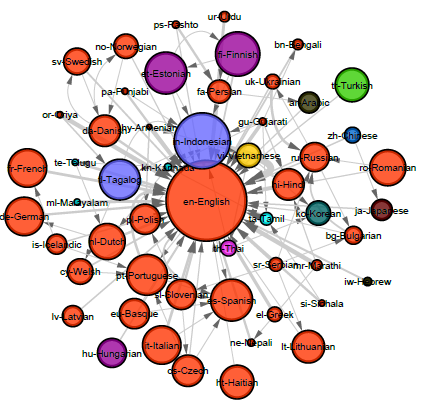 ur-Urdu
ps-Pashto
no-Norwegian
bn-Bengali
fi-Finnish
sv-Swedish
et-Estonian
uk-Ukrainian
tr-Turkish
pa-Punjabi
fa-Persian
ar-Arabic
or-Oriya
gu-Gujarati
da-Danish
hy-Armenian
zh-Chinese
n-Indonesian
vi-Vietnamese
ru-Russian
te-Telugu
kn-Kannada
fr-French
ro-Romanian
l-Tagalog
hi-Hindi
en-English
ml-Malayalam
ja-Japanese
de-German
pl-Polish
ta-Tamil
ko-Korean
bg-Bulgarian
is-Icelandic
nl-Dutch
th-Thai
sr-Serbian
mr-Marathi
cy-Welsh
pt-Portuguese
iw-Hebrew
sl-Slovenian
es-Spanish
si-Sinhala
lv-Latvian
eu-Basque
el-Greek
ne-Nepali
hu-Hungarian
it-Italian
lt-Lithuanian
cs-Czech
ht-Haitian